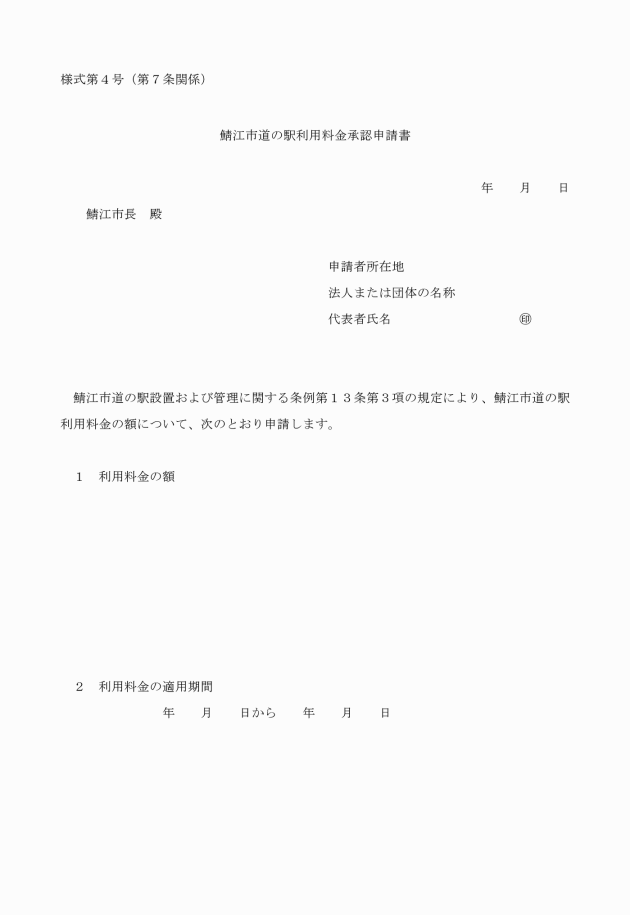 様式第４号（第７条関係）
鯖江市道の駅利用料金承認申請書
年　　月　　日
鯖江市長　殿
申請者所在地
法人または団体の名称
代表者氏名　　　　　　　　　　㊞
鯖江市道の駅設置および管理に関する条例第１３条第３項の規定により、鯖江市道の駅
利用料金の額について、次のとおり申請します。
１　利用料金の額
２　利用料金の適用期間
年　　月　　日から　　年　　月　　日